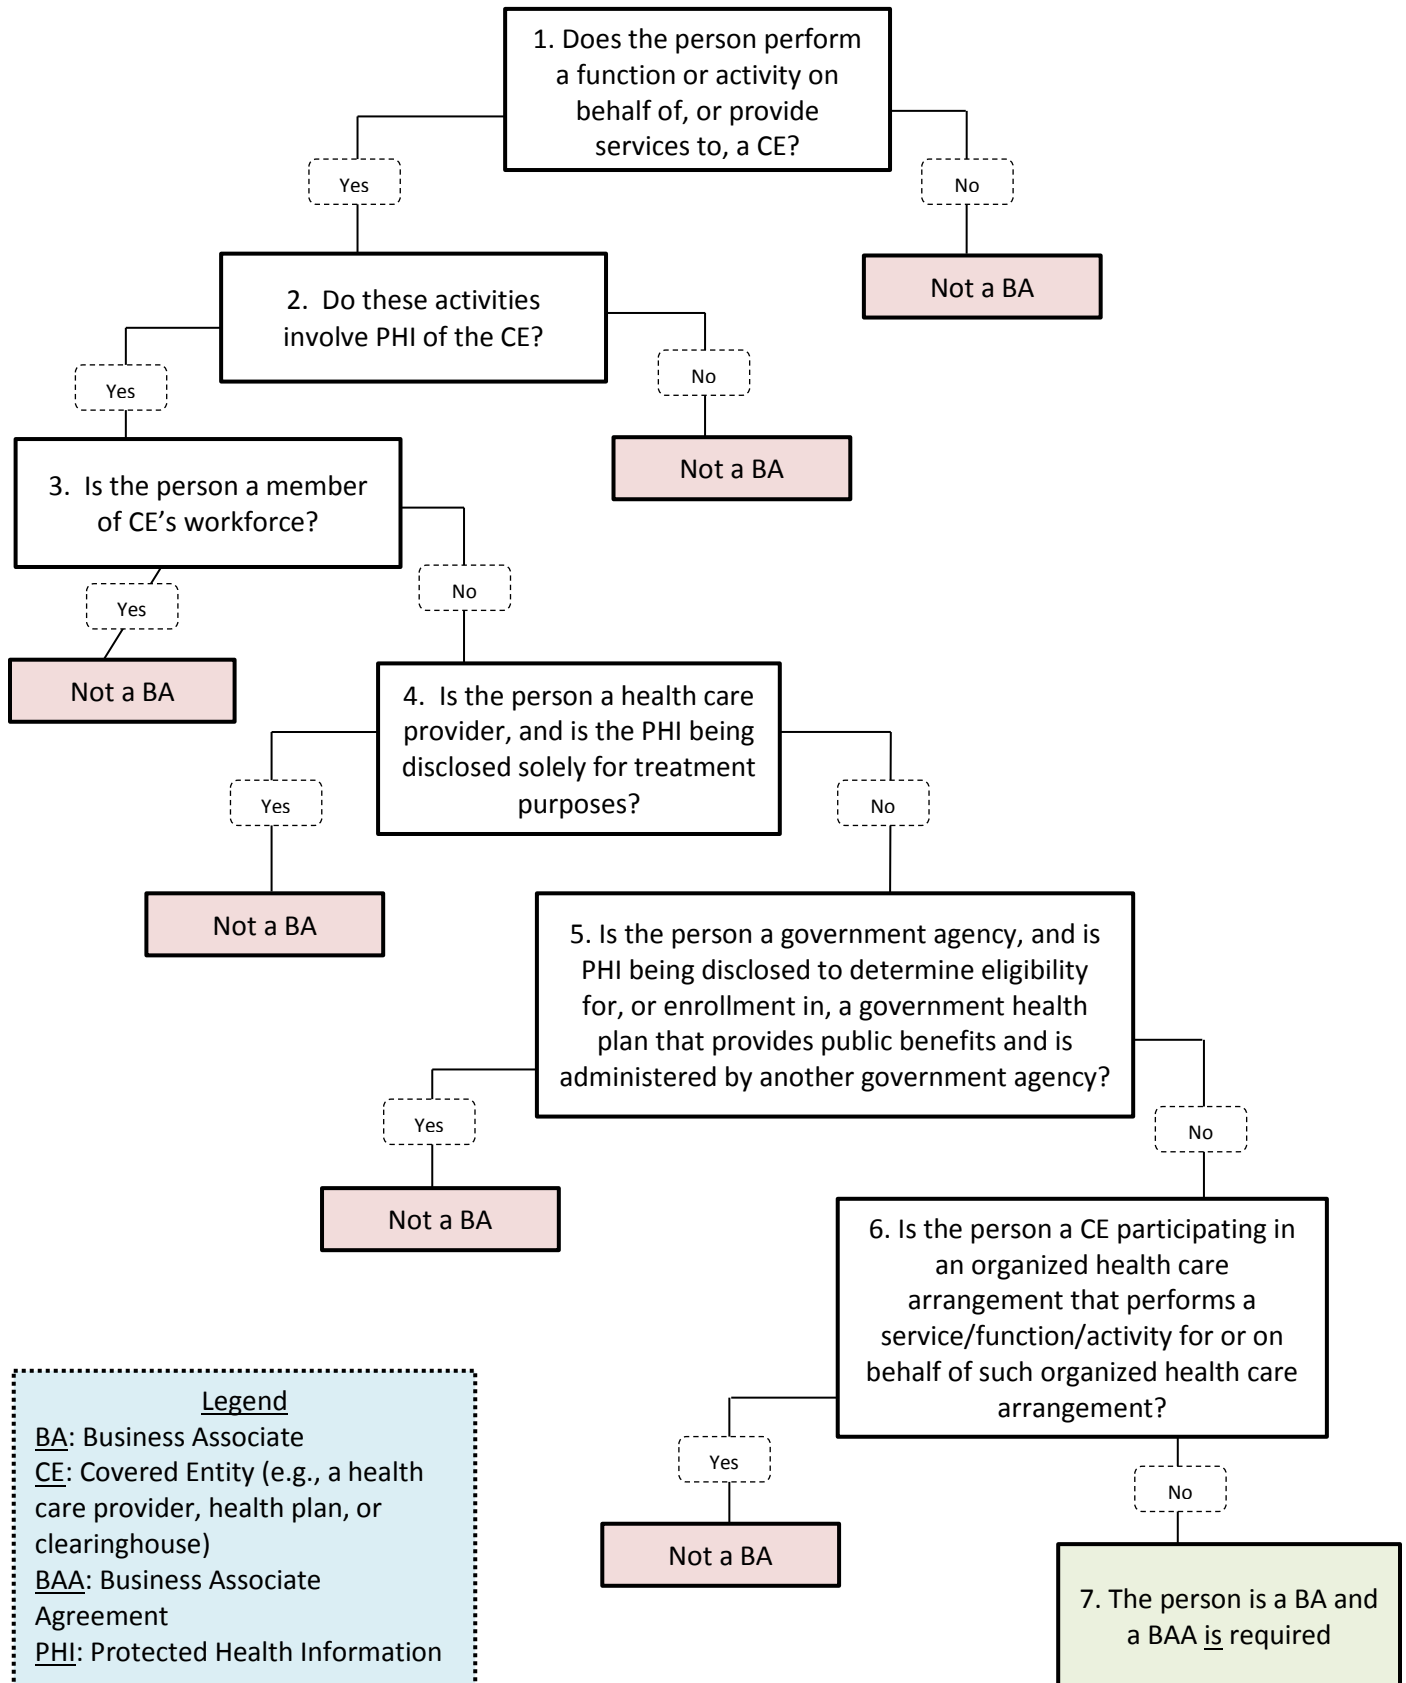 1. Does the person perform
a function or activity on
behalf of, or provide
services to, a CE?
Yes
No
Not a BA
2. Do these activities
involve PHI of the CE?
Yes
No
Not a BA
3. Is the person a member
of CE’s workforce?
Yes
No
Not a BA
4. Is the person a health care
provider, and is the PHI being
disclosed solely for treatment
purposes?
Yes
No
Not a BA
5. Is the person a government agency, and is
PHI being disclosed to determine eligibility
for, or enrollment in, a government health
plan that provides public benefits and is
administered by another government agency?
Yes
No
Not a BA
6. Is the person a CE participating in
an organized health care
arrangement that performs a
service/function/activity for or on
behalf of such organized health care
arrangement?
Yes
No
Not a BA
7. The person is a BA and
a BAA is required
Legend
BA: Business Associate
CE: Covered Entity (e.g., a health
care provider, health plan, or
clearinghouse)
BAA: Business Associate
Agreement
PHI: Protected Health Information